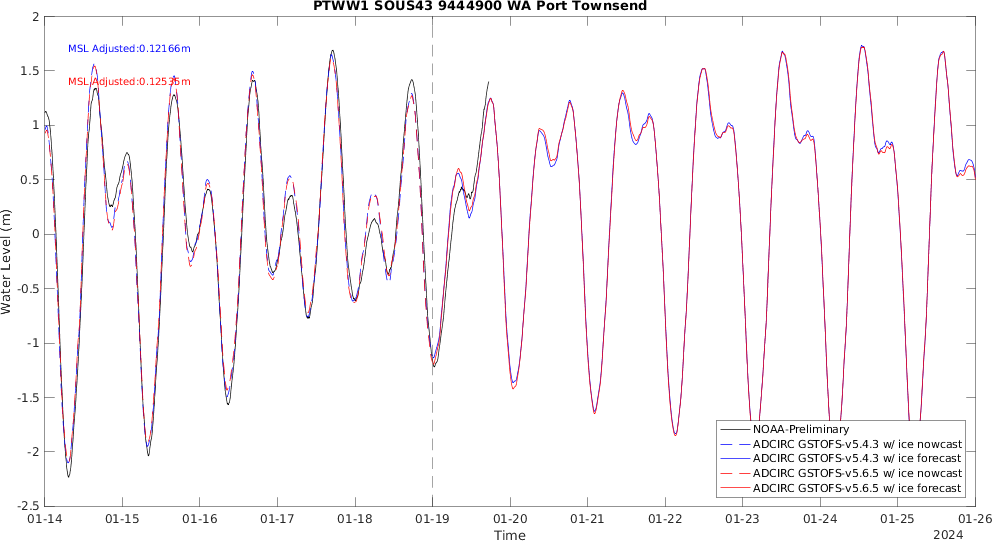 PTWW1 SOUS43 9444900 WA Port Townsend
MSL Adjusted:0.12166m
MSL Adjusted:0.12535m
2
1.5
1
0.5
0
-0.5
-1
-1.5
-2
-2.5
Water Level (m)
NOAA-Preliminary
ADCIRC GSTOFS-v5.4.3 w/ ice nowcast
ADCIRC GSTOFS-v5.4.3 w/ ice forecast
ADCIRC GSTOFS-v5.6.5 w/ ice nowcast
ADCIRC GSTOFS-v5.6.5 w/ ice forecast
01-14 01-15 01-16 01-17 01-18 01-19 01-20 01-21 01-22 01-23 01-24 01-25 01-26
Time
2024